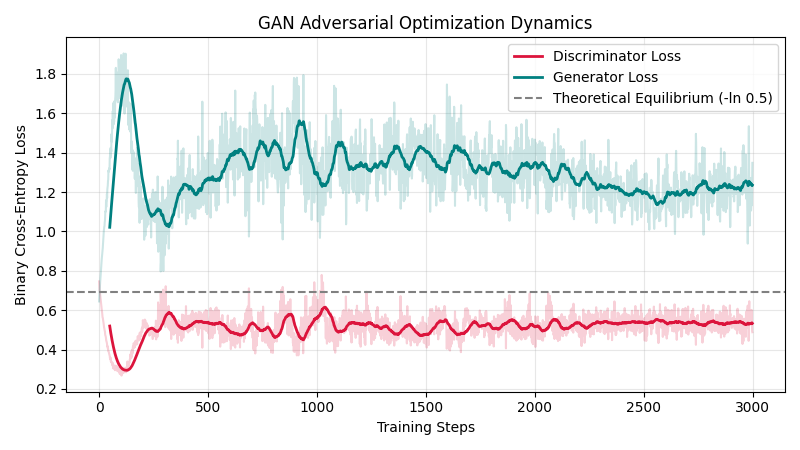 GAN Adversarial Optimization Dynamics
Discriminator Loss
Generator Loss
Theoretical Equilibrium (-ln 0.5)
Binary Cross-Entropy Loss
1.8
1.6
1.4
1.2
1.0
0.8
0.6
0.4
0.2
0 500 1000 1500 2000 2500 3000
Training Steps